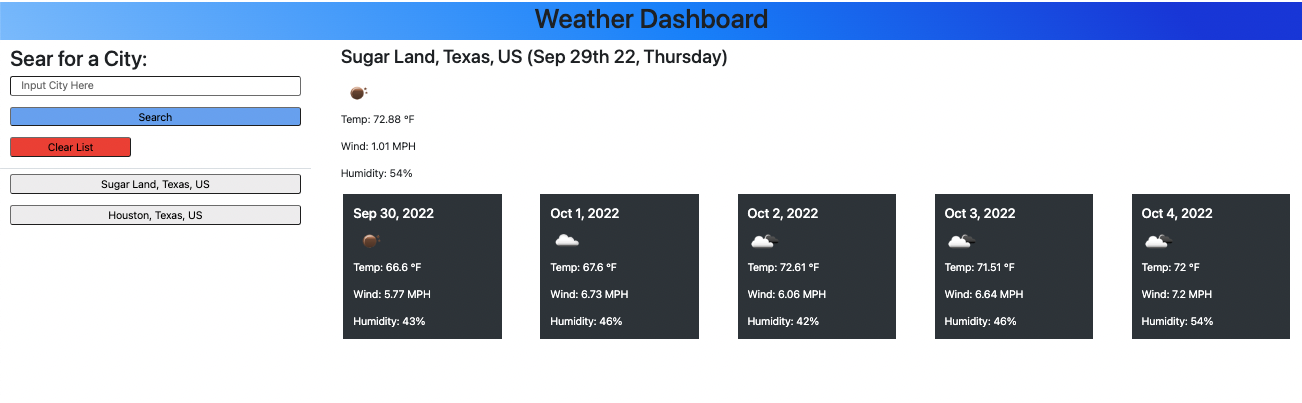 Weather Dashboard
Sear for a City:
Input City Here
Search
Clear List
Sugar Land, Texas, US
Houston, Texas, US
Sugar Land, Texas, US (Sep 29th 22, Thursday)
Temp: 72.88 °F
Wind: 1.01 MPH
Humidity: 54%
Sep 30, 2022
Temp: 66.6 °F
Wind: 5.77 MPH
Humidity: 43%
Oct 1, 2022
Temp: 67.6 °F
Wind: 6.73 MPH
Humidity: 46%
Oct 2, 2022
Temp: 72.61 °F
Wind: 6.06 MPH
Humidity: 42%
Oct 3, 2022
Temp: 71.51 °F
Wind: 6.64 MPH
Humidity: 46%
Oct 4, 2022
Temp: 72 °F
Wind: 7.2 MPH
Humidity: 54%